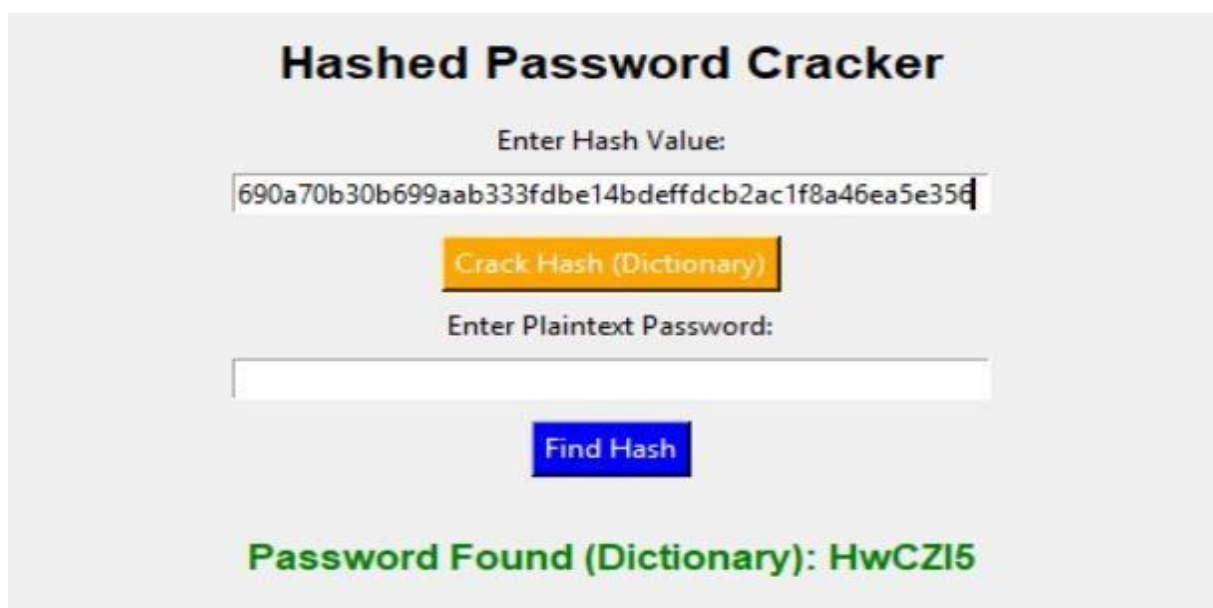 Hashed Password Cracker
Enter Hash Value:
690a70b30b699aab333fdbe14bdeffdcb2ac1f8a46ea5e356
Crack Hash (Dictionary)
Enter Plaintext Password:
Find Hash
Password Found (Dictionary): HwCZI5